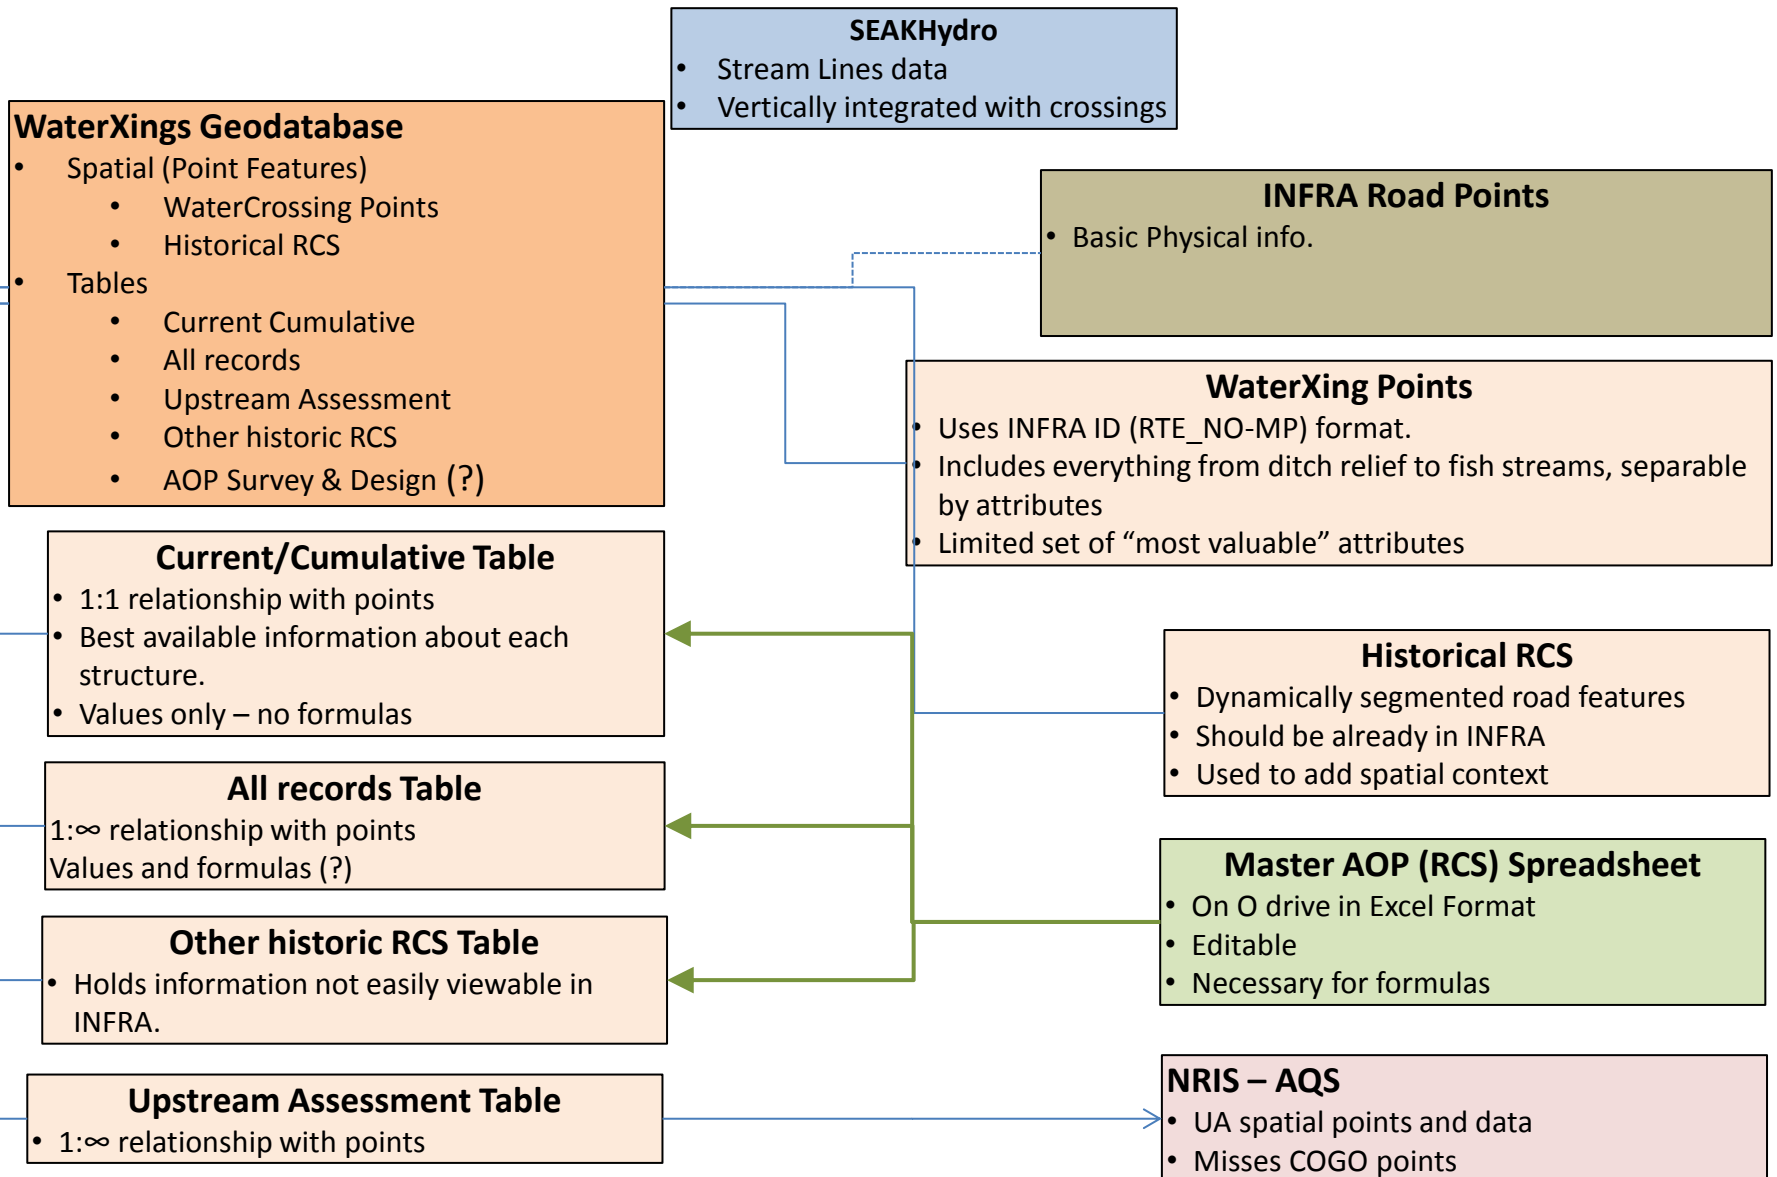 SEAKHydro
• Stream Lines data
• Vertically integrated with crossings
WaterXings Geodatabase
• Spatial (Point Features)
• WaterCrossing Points
• Historical RCS
• Tables
• Current Cumulative
• All records
• Upstream Assessment
• Other historic RCS
• AOP Survey & Design (?)
INFRA Road Points
• Basic Physical info.
WaterXing Points
• Uses INFRA ID (RTE_NO-MP) format.
• Includes everything from ditch relief to fish streams, separable
by attributes
• Limited set of “most valuable” attributes
Current/Cumulative Table
• 1:1 relationship with points
• Best available information about each
structure.
• Values only – no formulas
Historical RCS
• Dynamically segmented road features
• Should be already in INFRA
• Used to add spatial context
All records Table
1:∞ relationship with points
Values and formulas (?)
Master AOP (RCS) Spreadsheet
• On O drive in Excel Format
• Editable
• Necessary for formulas
Other historic RCS Table
• Holds information not easily viewable in
INFRA.
Upstream Assessment Table
• 1:∞ relationship with points
NRIS – AQS
• UA spatial points and data
• Misses COGO points